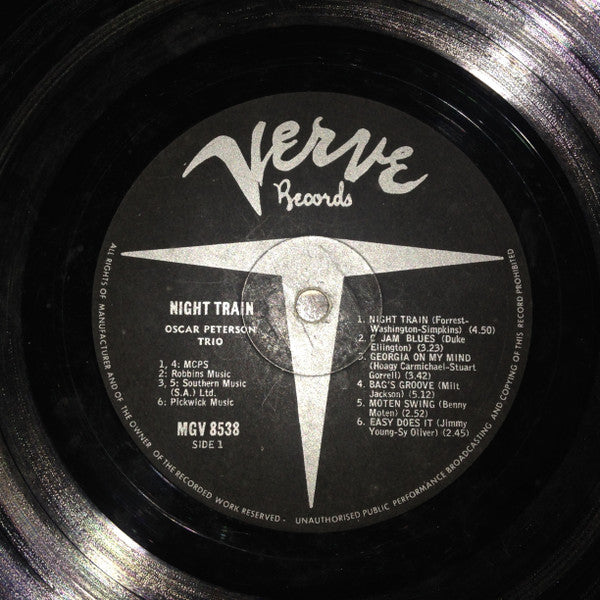 Verve
Records
NIGHT TRAIN
OSCAR PETERSON
TRIO
1, 4: MCPS
2: Robbins Music
3, 5: Southern Music
(S.A.) Ltd.
6: Pickwick Music
MGV 8538
SIDE 1
1. NIGHT TRAIN (Forrest-
Washington-Simpkins) (4.50)
2. C JAM BLUES (Duke
Ellington) (3.23)
3. GEORGIA ON MY MIND
(Hoagy Carmichael-Stuart
Gorrell) (3.42)
4. BAG'S GROOVE (Milt
Jackson) (5.12)
5. MOTEN SWING (Benny
Moten) (2.52)
6. EASY DOES IT (Jimmy
Young-Sy Oliver) (2.45)
ALL RIGHTS OF MANUFACTURER AND OF THE OWNER OF THE RECORDED WORK RESERVED - UNAUTHORISED PUBLIC PERFORMANCE BROADCASTING AND COPYING OF THIS RECORD PROHIBITED